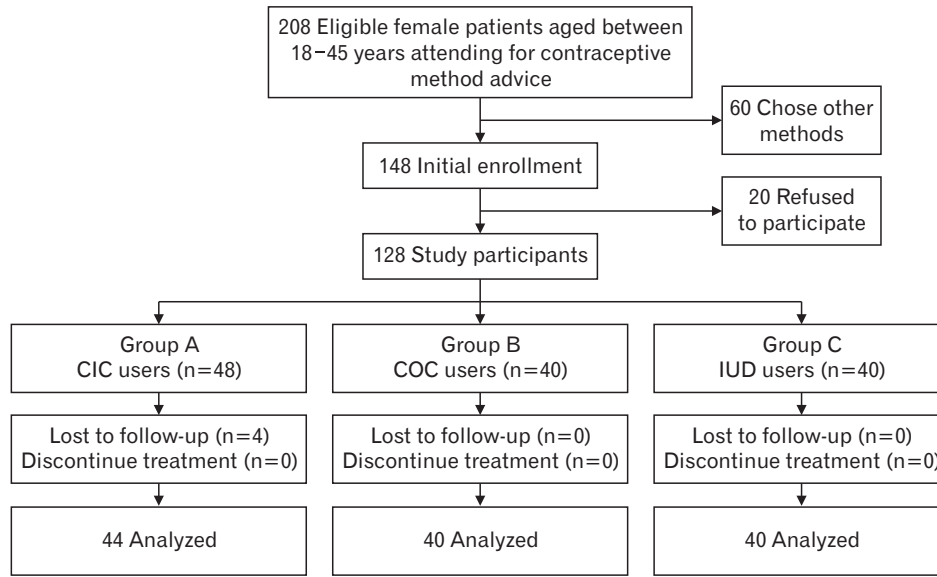 208 Eligible female patients aged between
18−45 years attending for contraceptive
method advice
60 Chose other
methods
148 Initial enrollment
20 Refused
to participate
128 Study participants
Group A
CIC users (n=48)
Group B
COC users (n=40)
Group C
IUD users (n=40)
Lost to follow-up (n=4)
Discontinue treatment (n=0)
Lost to follow-up (n=0)
Discontinue treatment (n=0)
Lost to follow-up (n=0)
Discontinue treatment (n=0)
44 Analyzed
40 Analyzed
40 Analyzed